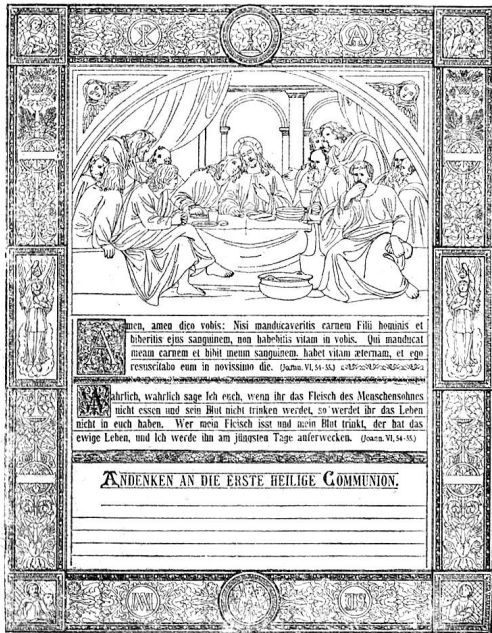 Amen, amen dico vobis: Nisi manducaveritis carnem Filii hominis et
biberitis ejus sanguinem, non habebitis vitam in vobis. Qui manducat
meam carnem et bibit meum sanguinem, habet vitam æternam, et ego
resuscitabo eum in novissimo die. (Joann. VI, 54-55.)
Wahrlich, wahrlich sage Ich euch, wenn ihr das Fleisch des Menschensohnes
nicht essen und sein Blut nicht trinken werdet, so werdet ihr das Leben
nicht in euch haben. Wer mein Fleisch isst und mein Blut trinkt, der hat das
ewige Leben, und Ich werde ihn am jüngsten Tage auferwecken. (Joann. VI, 54-55.)
ANDENKEN AN DIE ERSTE HEILIGE COMMUNION.